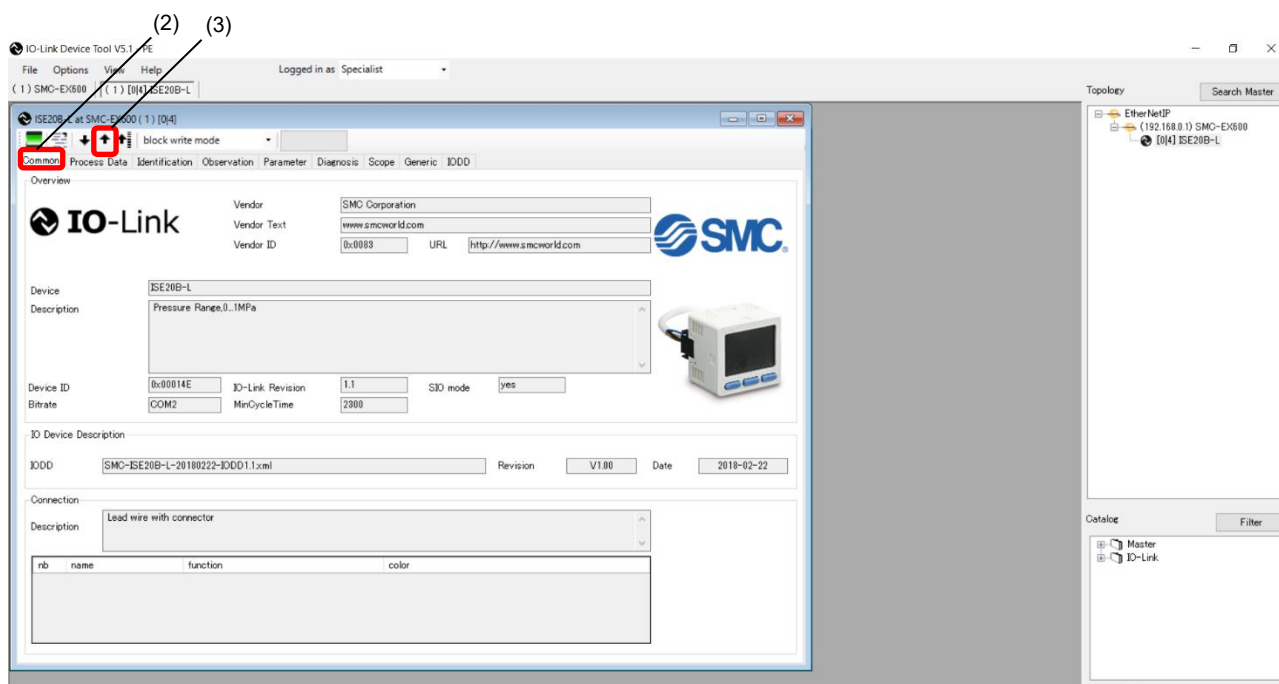 (2) (3)
IO-Link Device Tool V5.1 - PE
File Options View Help Logged in as Specialist
( 1 ) SMC-EX600 ( 1 ) [0|4] ISE20B-L
Topology Search Master
ISE20B-L at SMC-EX600 ( 1 ) [0|4]
EtherNetIP
(192.168.0.1) SMC-EX600
[0|4] ISE20B-L
block write mode
Common Process Data Identification Observation Parameter Diagnosis Scope Generic IODD
Overview
IO-Link
Vendor SMC Corporation
Vendor Text www.smcworld.com
Vendor ID 0x0083 URL http://www.smcworld.com
SMC.
Device ISE20B-L
Description Pressure Range,0..1MPa
Device ID 0x00014E IO-Link Revision 1.1 SIO mode yes
Bitrate COM2 MinCycleTime 2300
IO Device Description
IODD SMC-ISE20B-L-20180222-IODD1.1.xml Revision V1.00 Date 2018-02-22
Connection
Description Lead wire with connector
Catalog Filter
Master
IO-Link
nb name function color